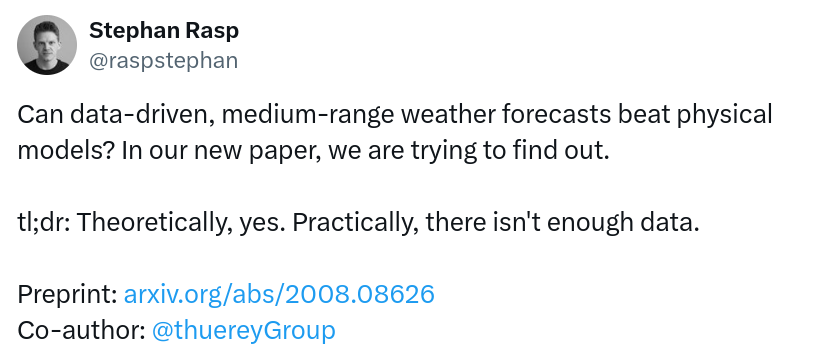 Stephan Rasp
@raspstephan
Can data-driven, medium-range weather forecasts beat physical
models? In our new paper, we are trying to find out.
tl;dr: Theoretically, yes. Practically, there isn't enough data.
Preprint: arxiv.org/abs/2008.08626
Co-author: @thuereyGroup